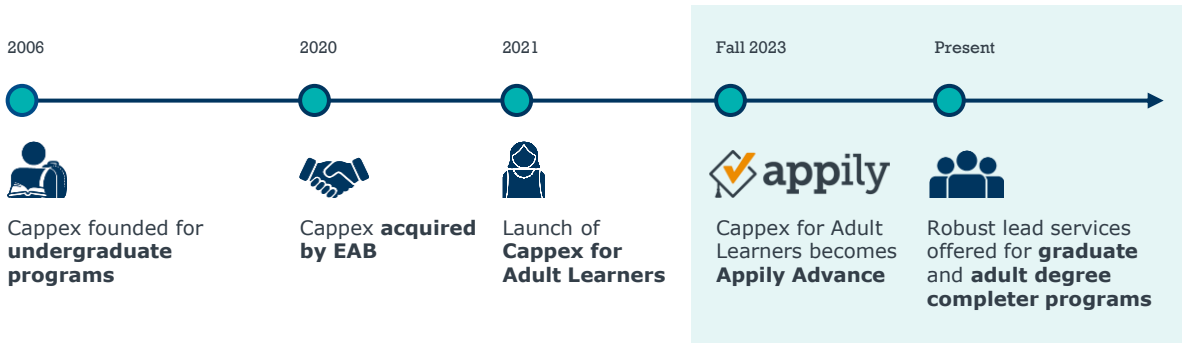 2006
Cappex founded for
undergraduate
programs
2020
Cappex acquired
by EAB
2021
Launch of
Cappex for
Adult Learners
Fall 2023
appily
Cappex for Adult
Learners becomes
Appily Advance
Present
Robust lead services
offered for graduate
and adult degree
completer programs